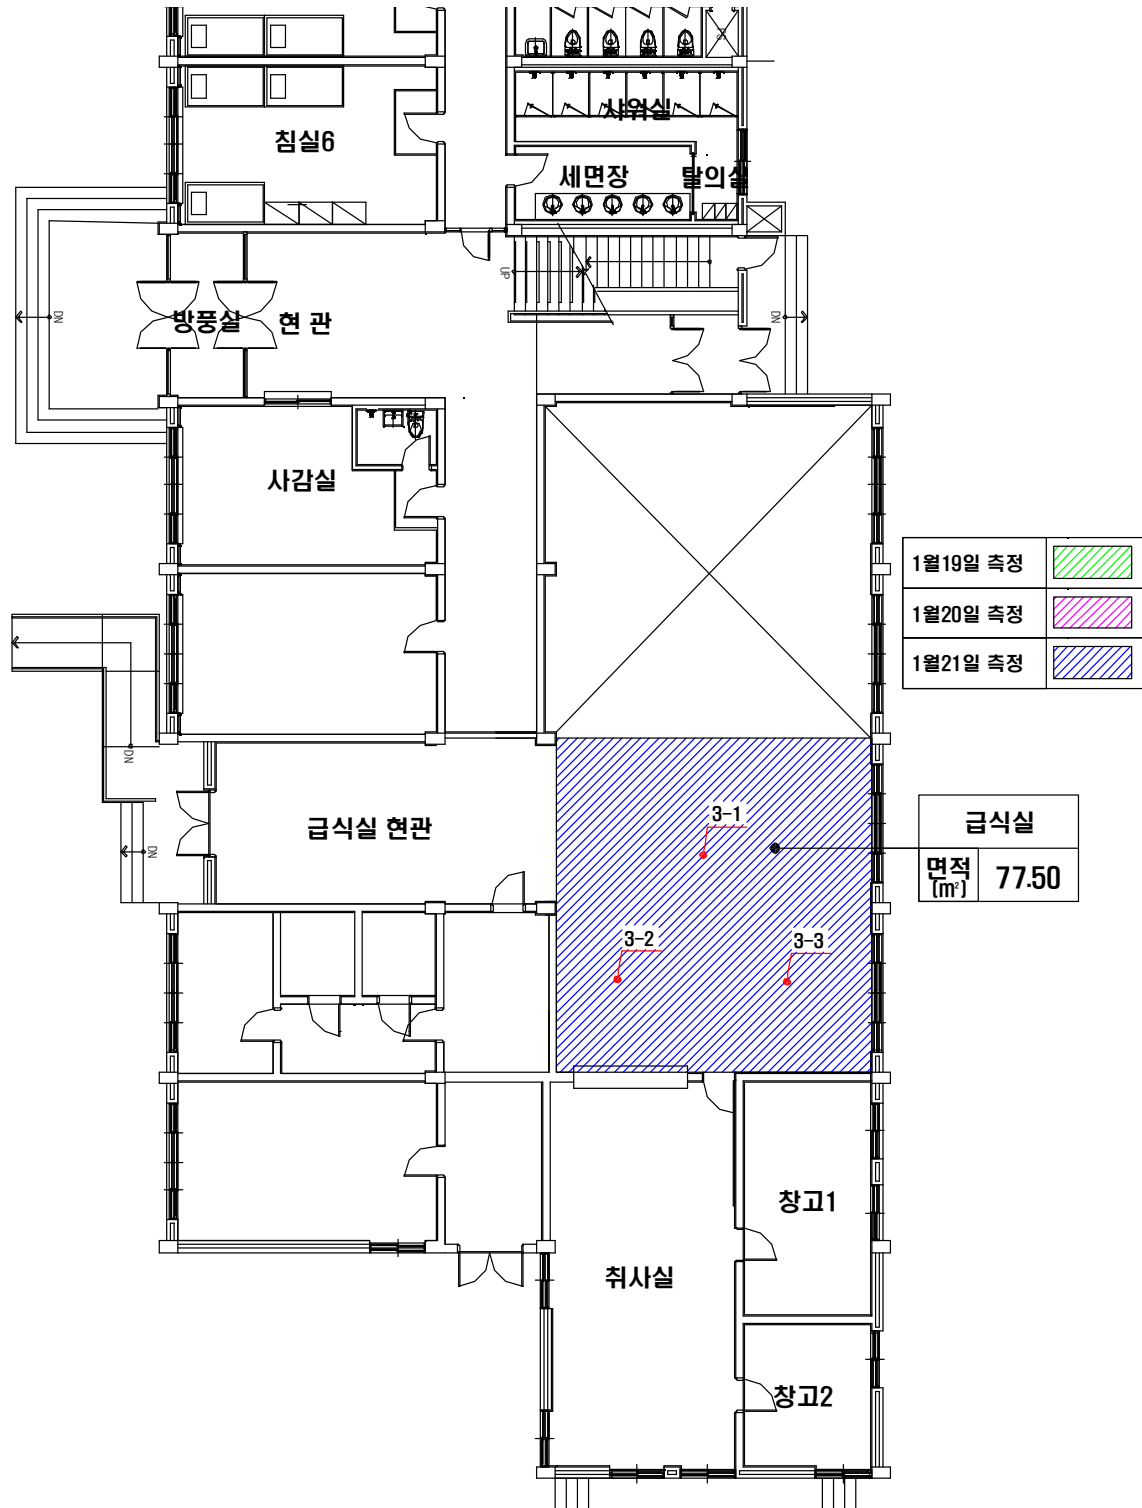 PS
샤워실
침실6
세면장
탈의실
UP
DN
방풍실
현 관
DN
사감실
1월19일 측정
1월20일 측정
1월21일 측정
DN
3-1
급식실
급식실 현관
DN
면적
(m²)
77.50
3-2
3-3
창고1
취사실
창고2